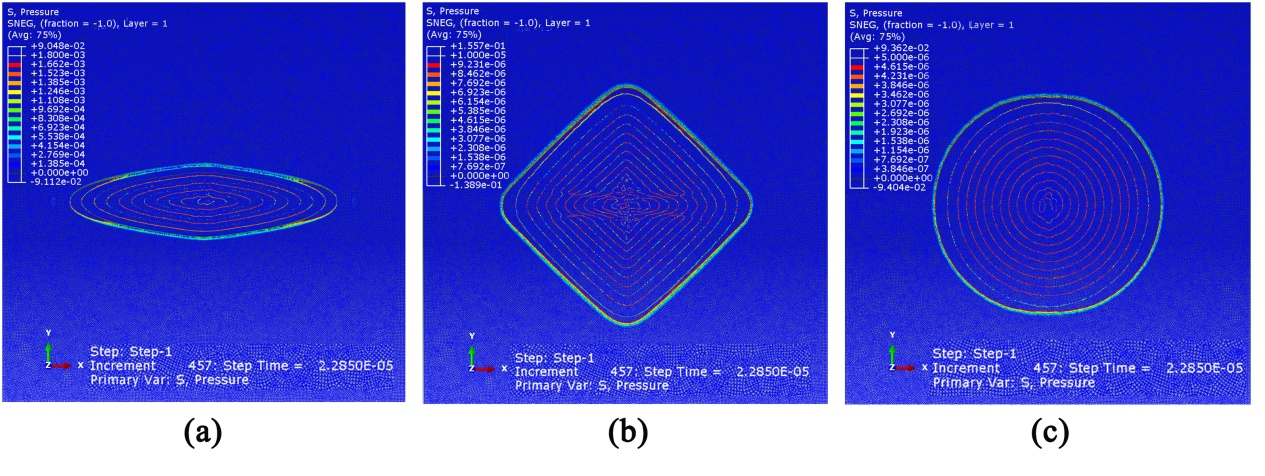 S, Pressure
SNEG, (fraction = -1.0), Layer = 1
(Avg: 75%)
+9.048e-02
+1.800e-03
+1.662e-03
+1.523e-03
+1.385e-03
+1.246e-03
+1.108e-03
+9.692e-04
+8.308e-04
+6.923e-04
+5.538e-04
+4.154e-04
+2.769e-04
+1.385e-04
+0.000e+00
-9.112e-02
Y
Z X
Step: Step-1
Increment 457: Step Time = 2.2850E-05
Primary Var: S, Pressure
(a)
S, Pressure
SNEG, (fraction = -1.0), Layer = 1
(Avg: 75%)
+1.557e-01
+1.000e-05
+9.231e-06
+8.462e-06
+7.692e-06
+6.923e-06
+6.154e-06
+5.385e-06
+4.615e-06
+3.846e-06
+3.077e-06
+2.308e-06
+1.538e-06
+7.692e-07
+0.000e+00
-1.389e-01
Y
Z X
Step: Step-1
Increment 457: Step Time = 2.2850E-05
Primary Var: S, Pressure
(b)
S, Pressure
SNEG, (fraction = -1.0), Layer = 1
(Avg: 75%)
+9.362e-02
+5.000e-06
+4.615e-06
+4.231e-06
+3.846e-06
+3.462e-06
+3.077e-06
+2.692e-06
+2.308e-06
+1.923e-06
+1.538e-06
+1.154e-06
+7.692e-07
+0.000e+00
-9.404e-02
Y
Z X
Step: Step-1
Increment 457: Step Time = 2.2850E-05
Primary Var: S, Pressure
(c)